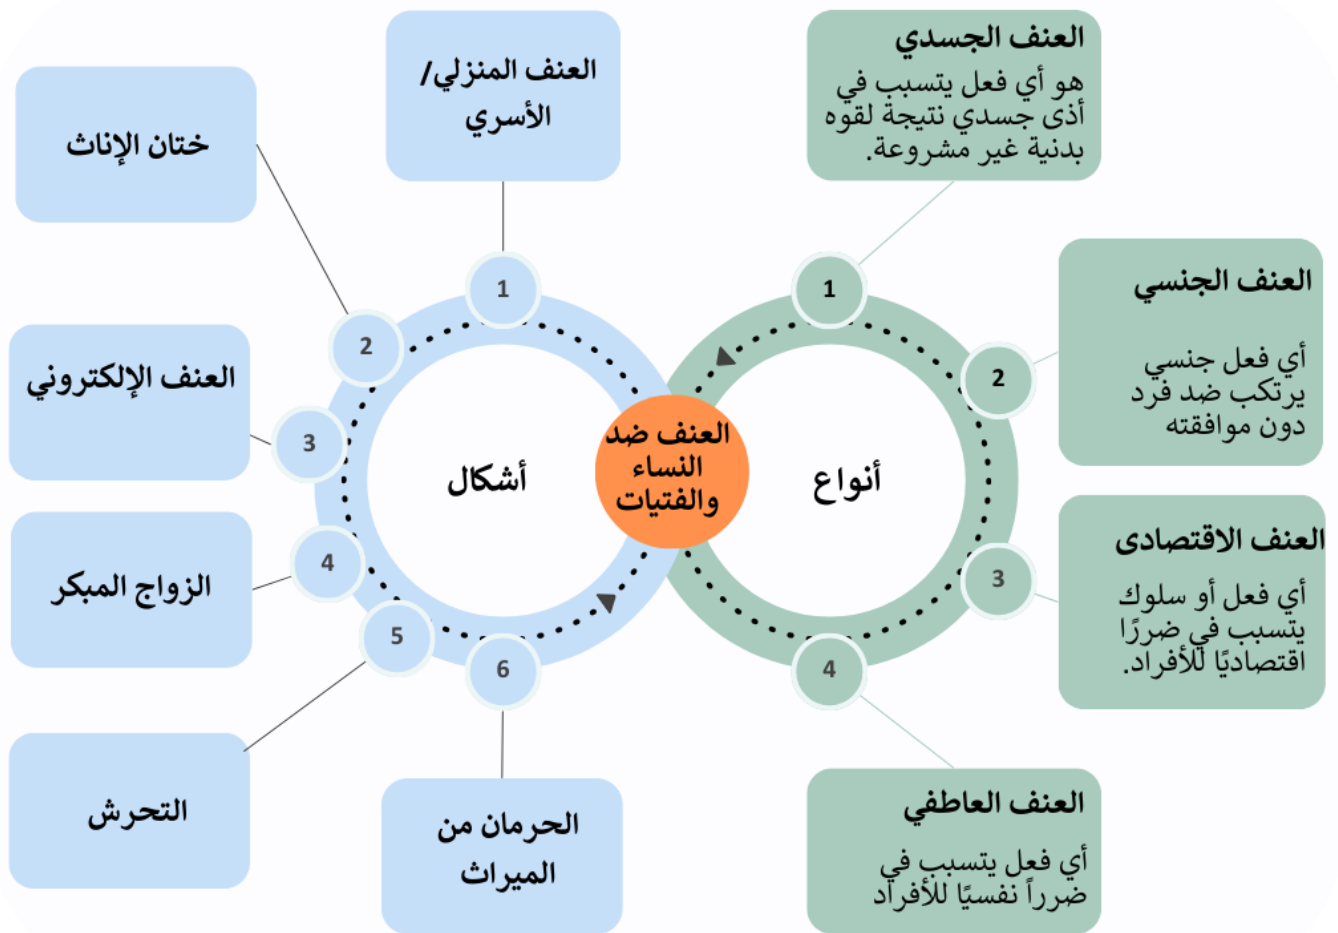 العنف الجسدي
هو أي فعل يتسبب في
أذى جسدي نتيجة لقوه
بدنية غير مشروعة.
1
العنف الجنسي
أي فعل جنسي
يرتكب ضد فرد
دون موافقته
2
العنف الاقتصادى
أي فعل أو سلوك
يتسبب في ضررًا
اقتصاديًا للأفراد.
3
العنف العاطفي
أي فعل يتسبب في
ضرراً نفسيًا للأفراد
4
أنواع
العنف ضد
النساء
والفتيات
أشكال
العنف المنزلي/
الأسري
1
ختان الإناث
2
العنف الإلكتروني
3
الزواج المبكر
4
التحرش
5
الحرمان من
الميراث
6